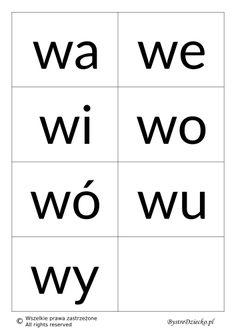 wa we
wi wo
wó wu
wy
© Wszelkie prawa zastrzeżone
All rights reserved
BystreDziecko.pl